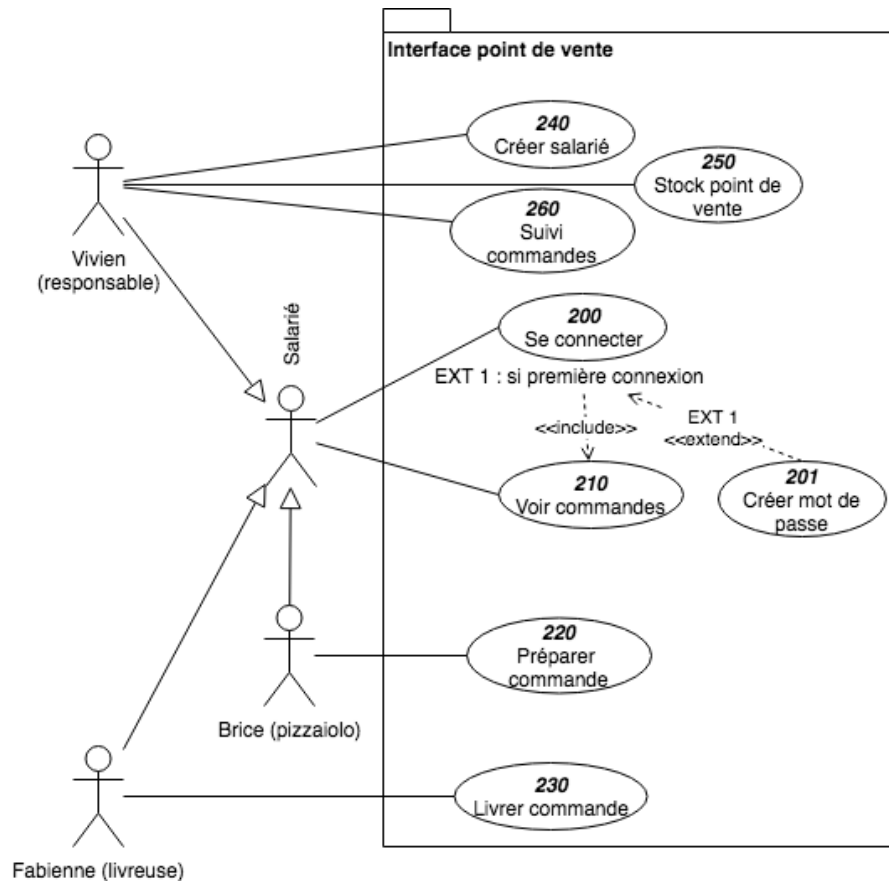 Interface point de vente
240
Créer salarié
250
Stock point de
vente
260
Suivi
commandes
Vivien
(responsable)
Salarié
200
Se connecter
EXT 1 : si première connexion
EXT 1
<<include>>
<<extend>>
210
Voir commandes
201
Créer mot de
passe
220
Préparer
commande
Brice (pizzaiolo)
230
Livrer commande
Fabienne (livreuse)